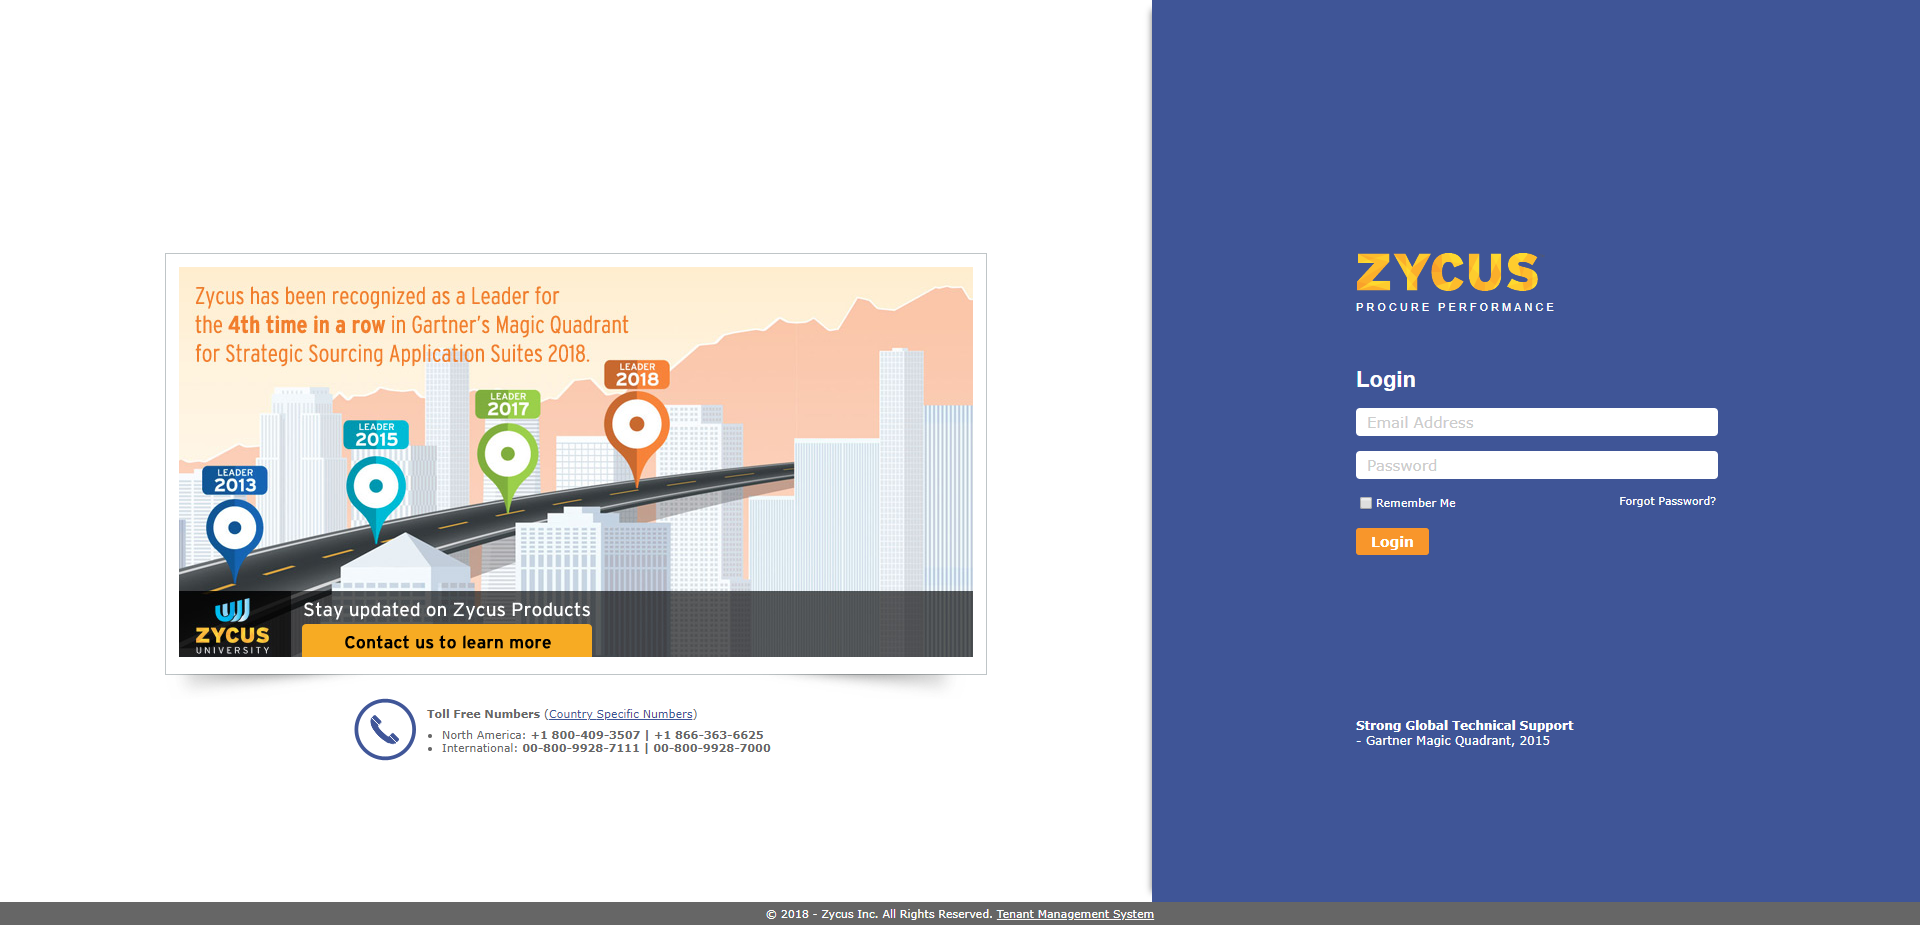 Zycus has been recognized as a Leader for
the 4th time in a row in Gartner's Magic Quadrant
for Strategic Sourcing Application Suites 2018.
LEADER
2018
LEADER
2017
LEADER
2015
LEADER
2013
ZYCUS
UNIVERSITY
Stay updated on Zycus Products
Contact us to learn more
Toll Free Numbers (Country Specific Numbers)
• North America: +1 800-409-3507 | +1 866-363-6625
• International: 00-800-9928-7111 | 00-800-9928-7000
ZYCUS
PROCURE PERFORMANCE
Login
Email Address
Password
Remember Me Forgot Password?
Login
Strong Global Technical Support
- Gartner Magic Quadrant, 2015
© 2018 - Zycus Inc. All Rights Reserved. Tenant Management System